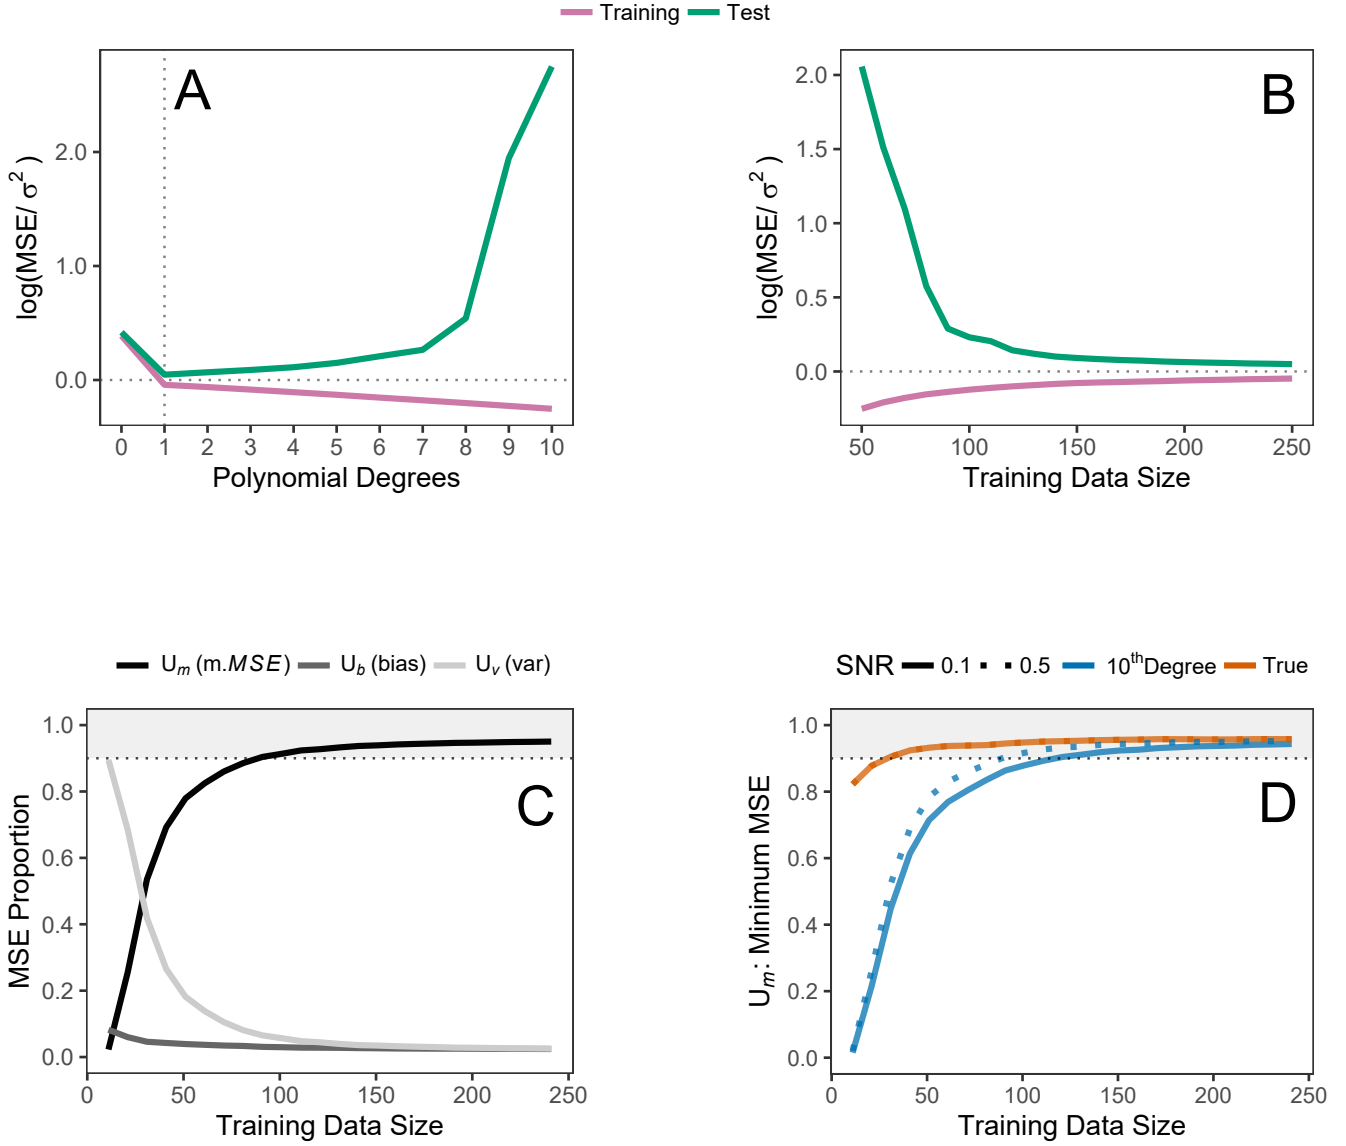 Training Test
A
log(MSE/ σ²)
2.0
1.0
0.0
0 1 2 3 4 5 6 7 8 9 10
Polynomial Degrees
B
log(MSE/ σ²)
2.0
1.5
1.0
0.5
0.0
50 100 150 200 250
Training Data Size
Uₘ (m.MSE) U_b (bias) Uᵥ (var)
C
MSE Proportion
1.0
0.8
0.6
0.4
0.2
0.0
0 50 100 150 200 250
Training Data Size
SNR 0.1 0.5 10ᵗʰDegree True
D
Uₘ: Minimum MSE
1.0
0.8
0.6
0.4
0.2
0.0
0 50 100 150 200 250
Training Data Size